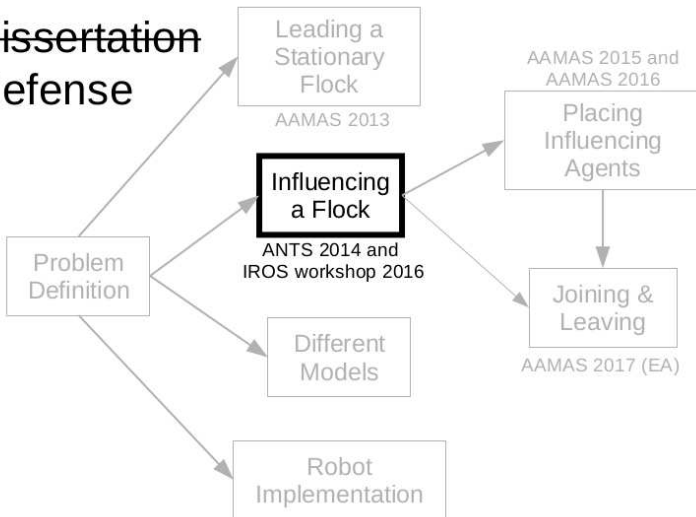 issertation
efense
Leading a
Stationary
Flock
AAMAS 2013
AAMAS 2015 and
AAMAS 2016
Placing
Influencing
Agents
Influencing
a Flock
ANTS 2014 and
IROS workshop 2016
Problem
Definition
Joining &
Leaving
AAMAS 2017 (EA)
Different
Models
Robot
Implementation